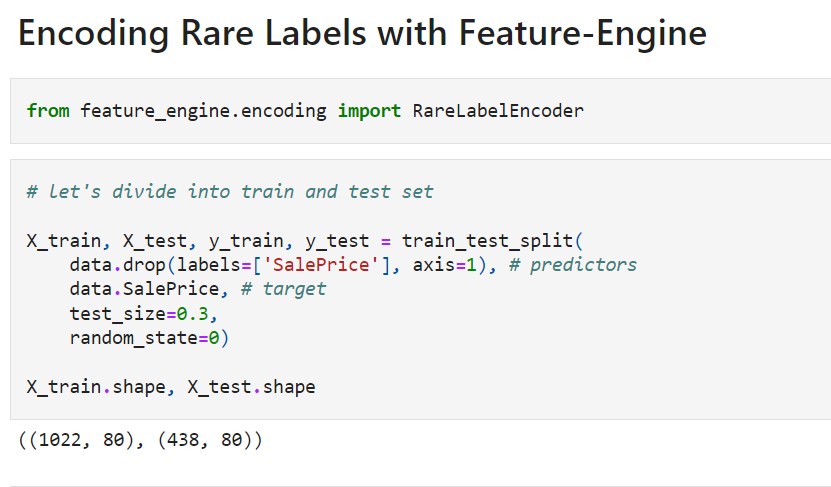 Encoding Rare Labels with Feature-Engine
from feature_engine.encoding import RareLabelEncoder
# let's divide into train and test set
X_train, X_test, y_train, y_test = train_test_split(
    data.drop(labels=['SalePrice'], axis=1), # predictors
    data.SalePrice, # target
    test_size=0.3,
    random_state=0)
X_train.shape, X_test.shape
((1022, 80), (438, 80))